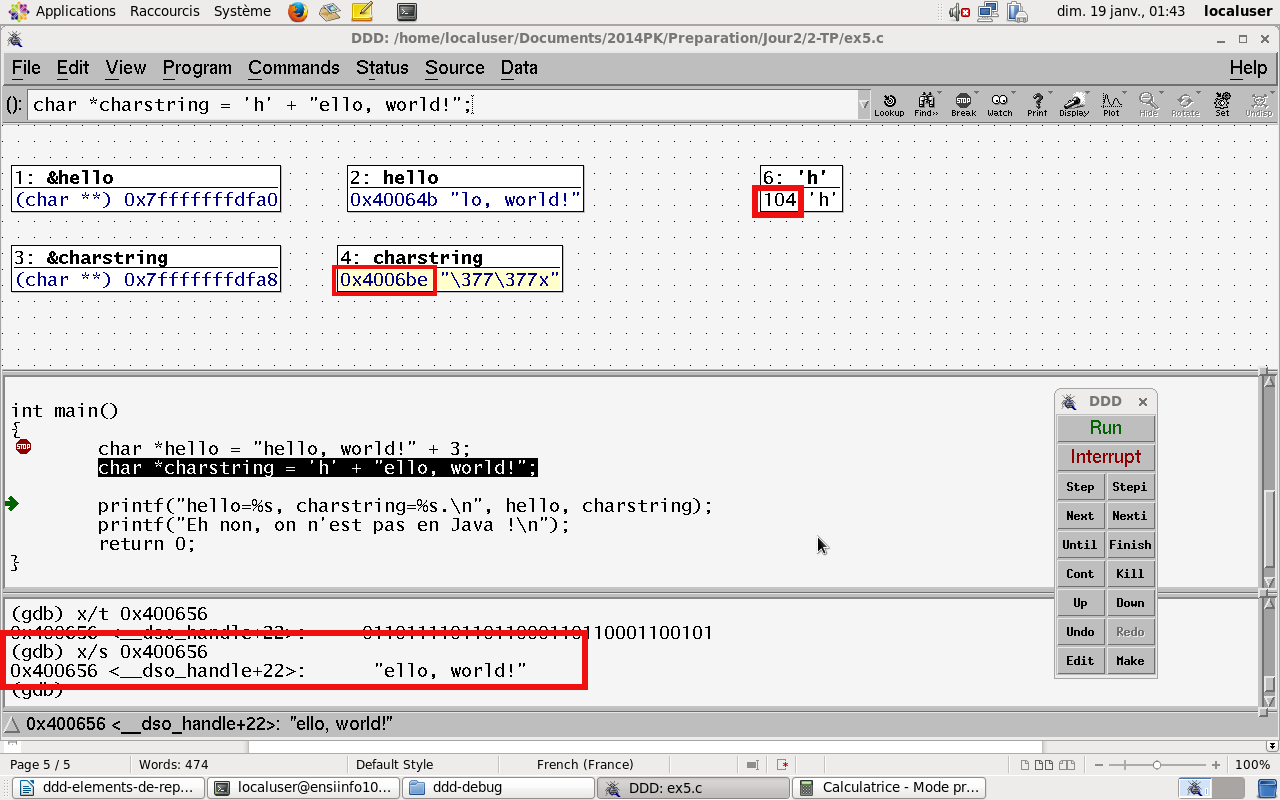 Applications Raccourcis Système dim. 19 janv., 01:43 localuser
DDD: /home/localuser/Documents/2014PK/Preparation/Jour2/2-TP/ex5.c
File Edit View Program Commands Status Source Data Help
(): char *charstring = 'h' + "ello, world!";
Lookup Find>> Break Watch Print Display Plot Hide Rotate Set Undisp
1: &hello
(char **) 0x7fffffffdfa0
2: hello
0x40064b "lo, world!"
6: 'h'
104 'h'
3: &charstring
(char **) 0x7fffffffdfa8
4: charstring
0x4006be "\377\377x"
int main()
{
STOP char *hello = "hello, world!" + 3;
char *charstring = 'h' + "ello, world!";
printf("hello=%s, charstring=%s.\n", hello, charstring);
printf("Eh non, on n'est pas en Java !\n");
return 0;
}
DDD
Run
Interrupt
Step Stepi
Next Nexti
Until Finish
Cont Kill
Up Down
Undo Redo
Edit Make
(gdb) x/t 0x400656
0x400656 <__dso_handle+22>: 01101111011011000110110001100101
(gdb) x/s 0x400656
0x400656 <__dso_handle+22>: "ello, world!"
(gdb)
0x400656 <__dso_handle+22>: "ello, world!"
Page 5 / 5 Words: 474 Default Style French (France) 100%
ddd-elements-de-rep... localuser@ensiinfo10... ddd-debug DDD: ex5.c Calculatrice - Mode pr...